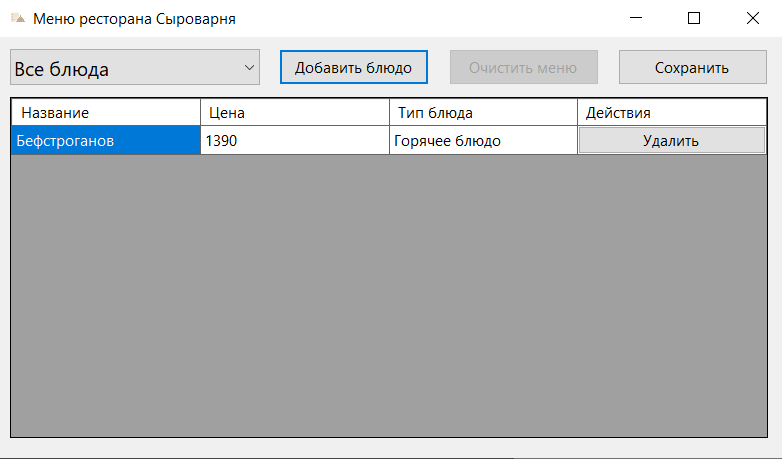 Меню ресторана Сыроварня
Все блюда Добавить блюдо Очистить меню Сохранить
Название Цена Тип блюда Действия
Бефстроганов 1390 Горячее блюдо Удалить